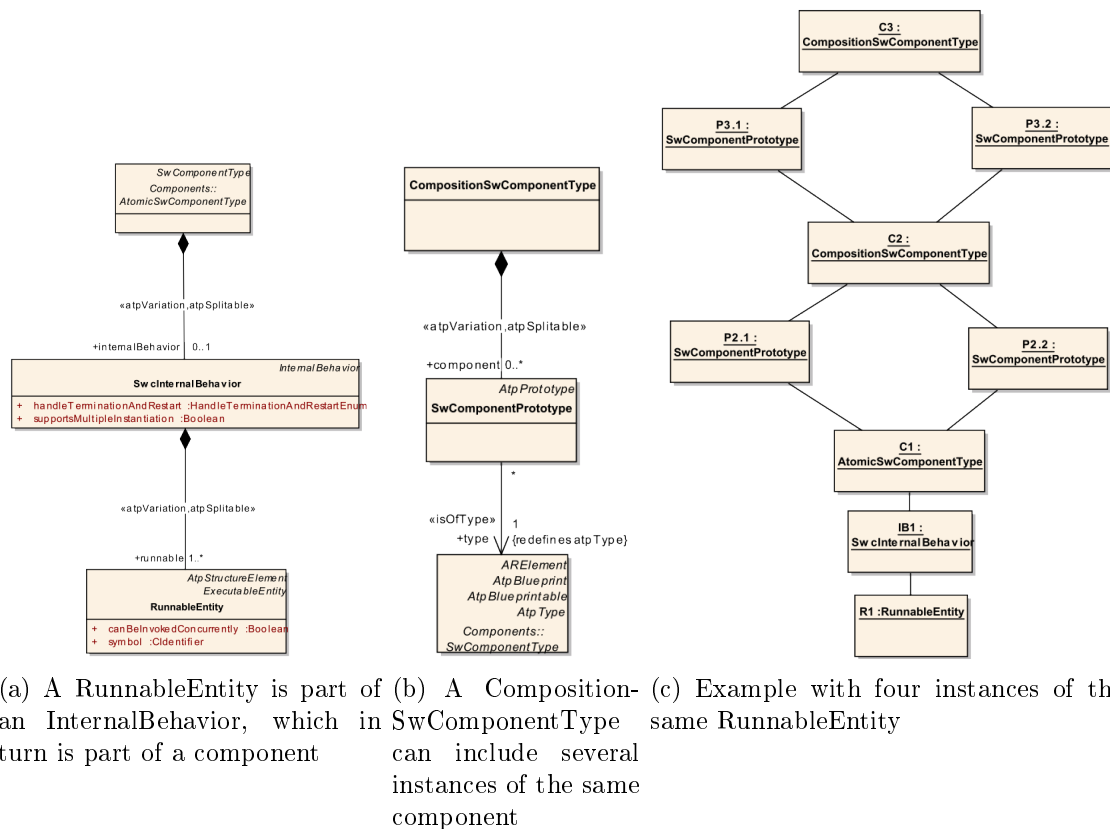 SwComponentType
Components::
AtomicSwComponentType
«atpVariation,atpSplitable»
+internalBehavior 0..1
InternalBehavior
SwcInternalBehavior
+ handleTerminationAndRestart :HandleTerminationAndRestartEnum
+ supportsMultipleInstantiation :Boolean
«atpVariation,atpSplitable»
+runnable 1..*
AtpStructureElement
ExecutableEntity
RunnableEntity
+ canBeInvokedConcurrently :Boolean
+ symbol :CIdentifier
(a) A RunnableEntity is part of
an InternalBehavior, which in
turn is part of a component
CompositionSwComponentType
«atpVariation,atpSplitable»
+component 0..*
AtpPrototype
SwComponentPrototype
*
«isOfType» 1
+type {redefines atpType}
ARElement
AtpBlueprint
AtpBlueprintable
AtpType
Components::
SwComponentType
(b) A Composition-
SwComponentType
can include several
instances of the same
component
C3 :
CompositionSwComponentType
P3.1 :
SwComponentPrototype
P3.2 :
SwComponentPrototype
C2 :
CompositionSwComponentType
P2.1 :
SwComponentPrototype
P2.2 :
SwComponentPrototype
C1 :
AtomicSwComponentType
IB1 :
SwcInternalBehavior
R1 :RunnableEntity
(c) Example with four instances of th
same RunnableEntity